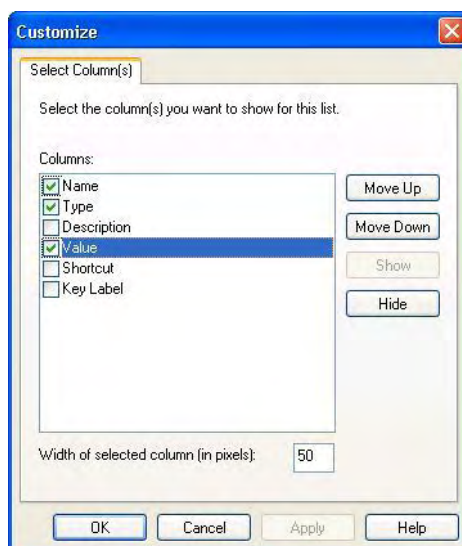 Customize
Select Column(s)
Select the column(s) you want to show for this list.
Columns:
Name
Type
Description
Value
Shortcut
Key Label
Move Up
Move Down
Show
Hide
Width of selected column (in pixels): 50
OK Cancel Apply Help